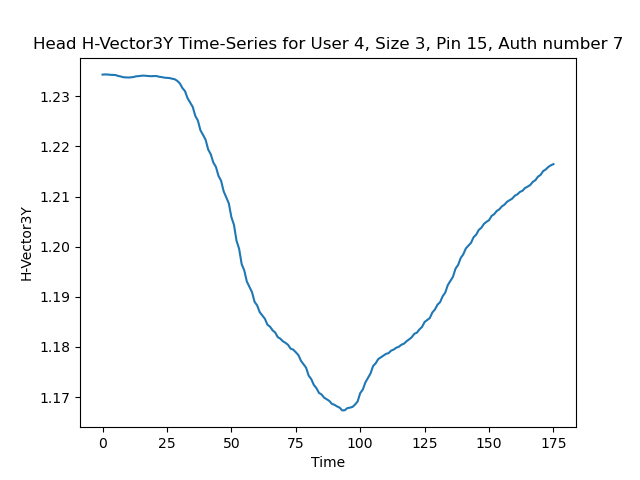 Head H-Vector3Y Time-Series for User 4, Size 3, Pin 15, Auth number 7
H-Vector3Y
1.23
1.22
1.21
1.20
1.19
1.18
1.17
0 25 50 75 100 125 150 175
Time